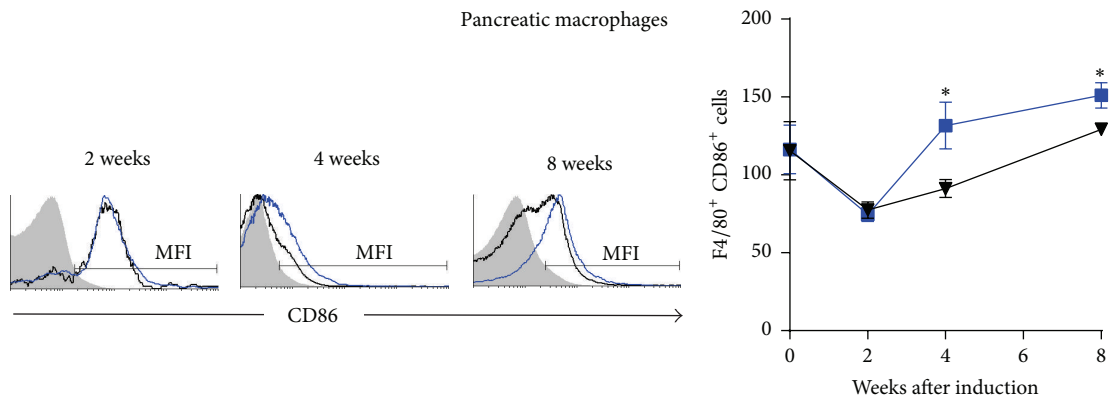 Pancreatic macrophages
2 weeks
4 weeks
8 weeks
MFI
MFI
MFI
CD86
200
150
100
50
0
F4/80⁺ CD86⁺ cells
*
*
0
2
4
6
8
Weeks after induction